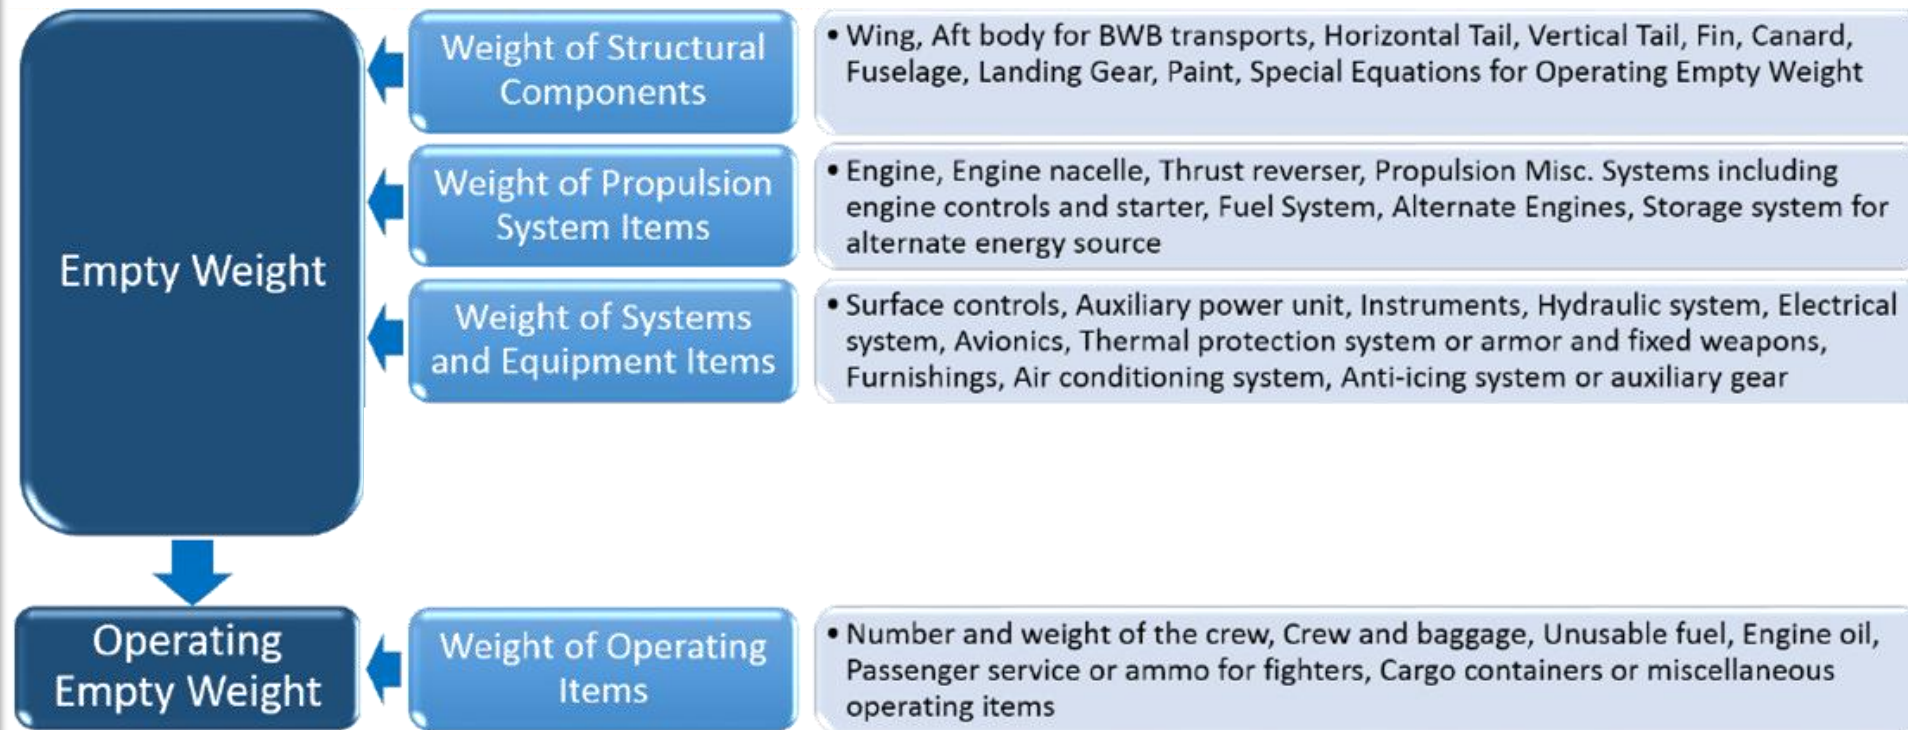 Empty Weight
Weight of Structural
Components
• Wing, Aft body for BWB transports, Horizontal Tail, Vertical Tail, Fin, Canard,
Fuselage, Landing Gear, Paint, Special Equations for Operating Empty Weight
Weight of Propulsion
System Items
• Engine, Engine nacelle, Thrust reverser, Propulsion Misc. Systems including
engine controls and starter, Fuel System, Alternate Engines, Storage system for
alternate energy source
Weight of Systems
and Equipment Items
• Surface controls, Auxiliary power unit, Instruments, Hydraulic system, Electrical
system, Avionics, Thermal protection system or armor and fixed weapons,
Furnishings, Air conditioning system, Anti-icing system or auxiliary gear
Operating
Empty Weight
Weight of Operating
Items
• Number and weight of the crew, Crew and baggage, Unusable fuel, Engine oil,
Passenger service or ammo for fighters, Cargo containers or miscellaneous
operating items